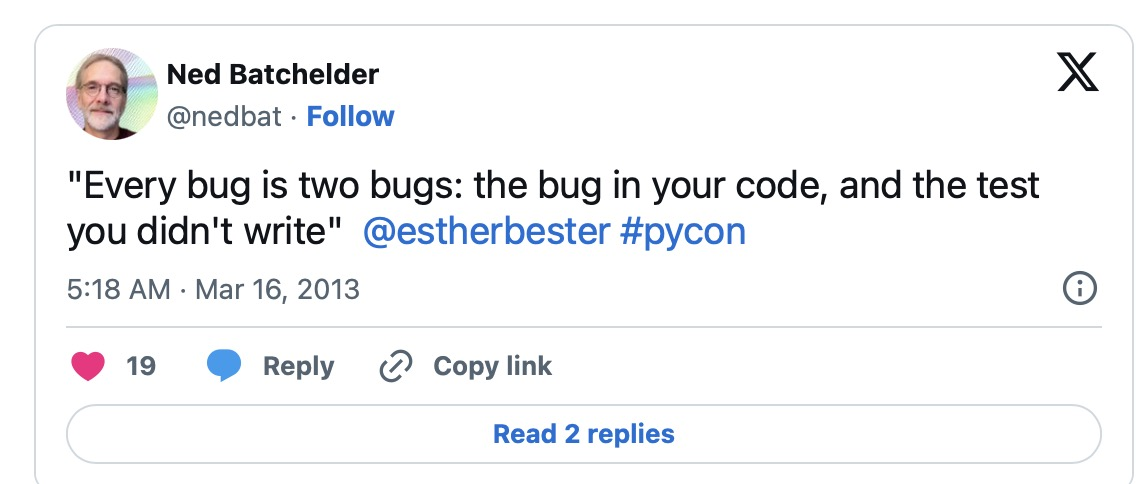 Ned Batchelder
@nedbat · Follow
"Every bug is two bugs: the bug in your code, and the test
you didn't write"  @estherbester #pycon
5:18 AM · Mar 16, 2013
19 Reply Copy link
Read 2 replies